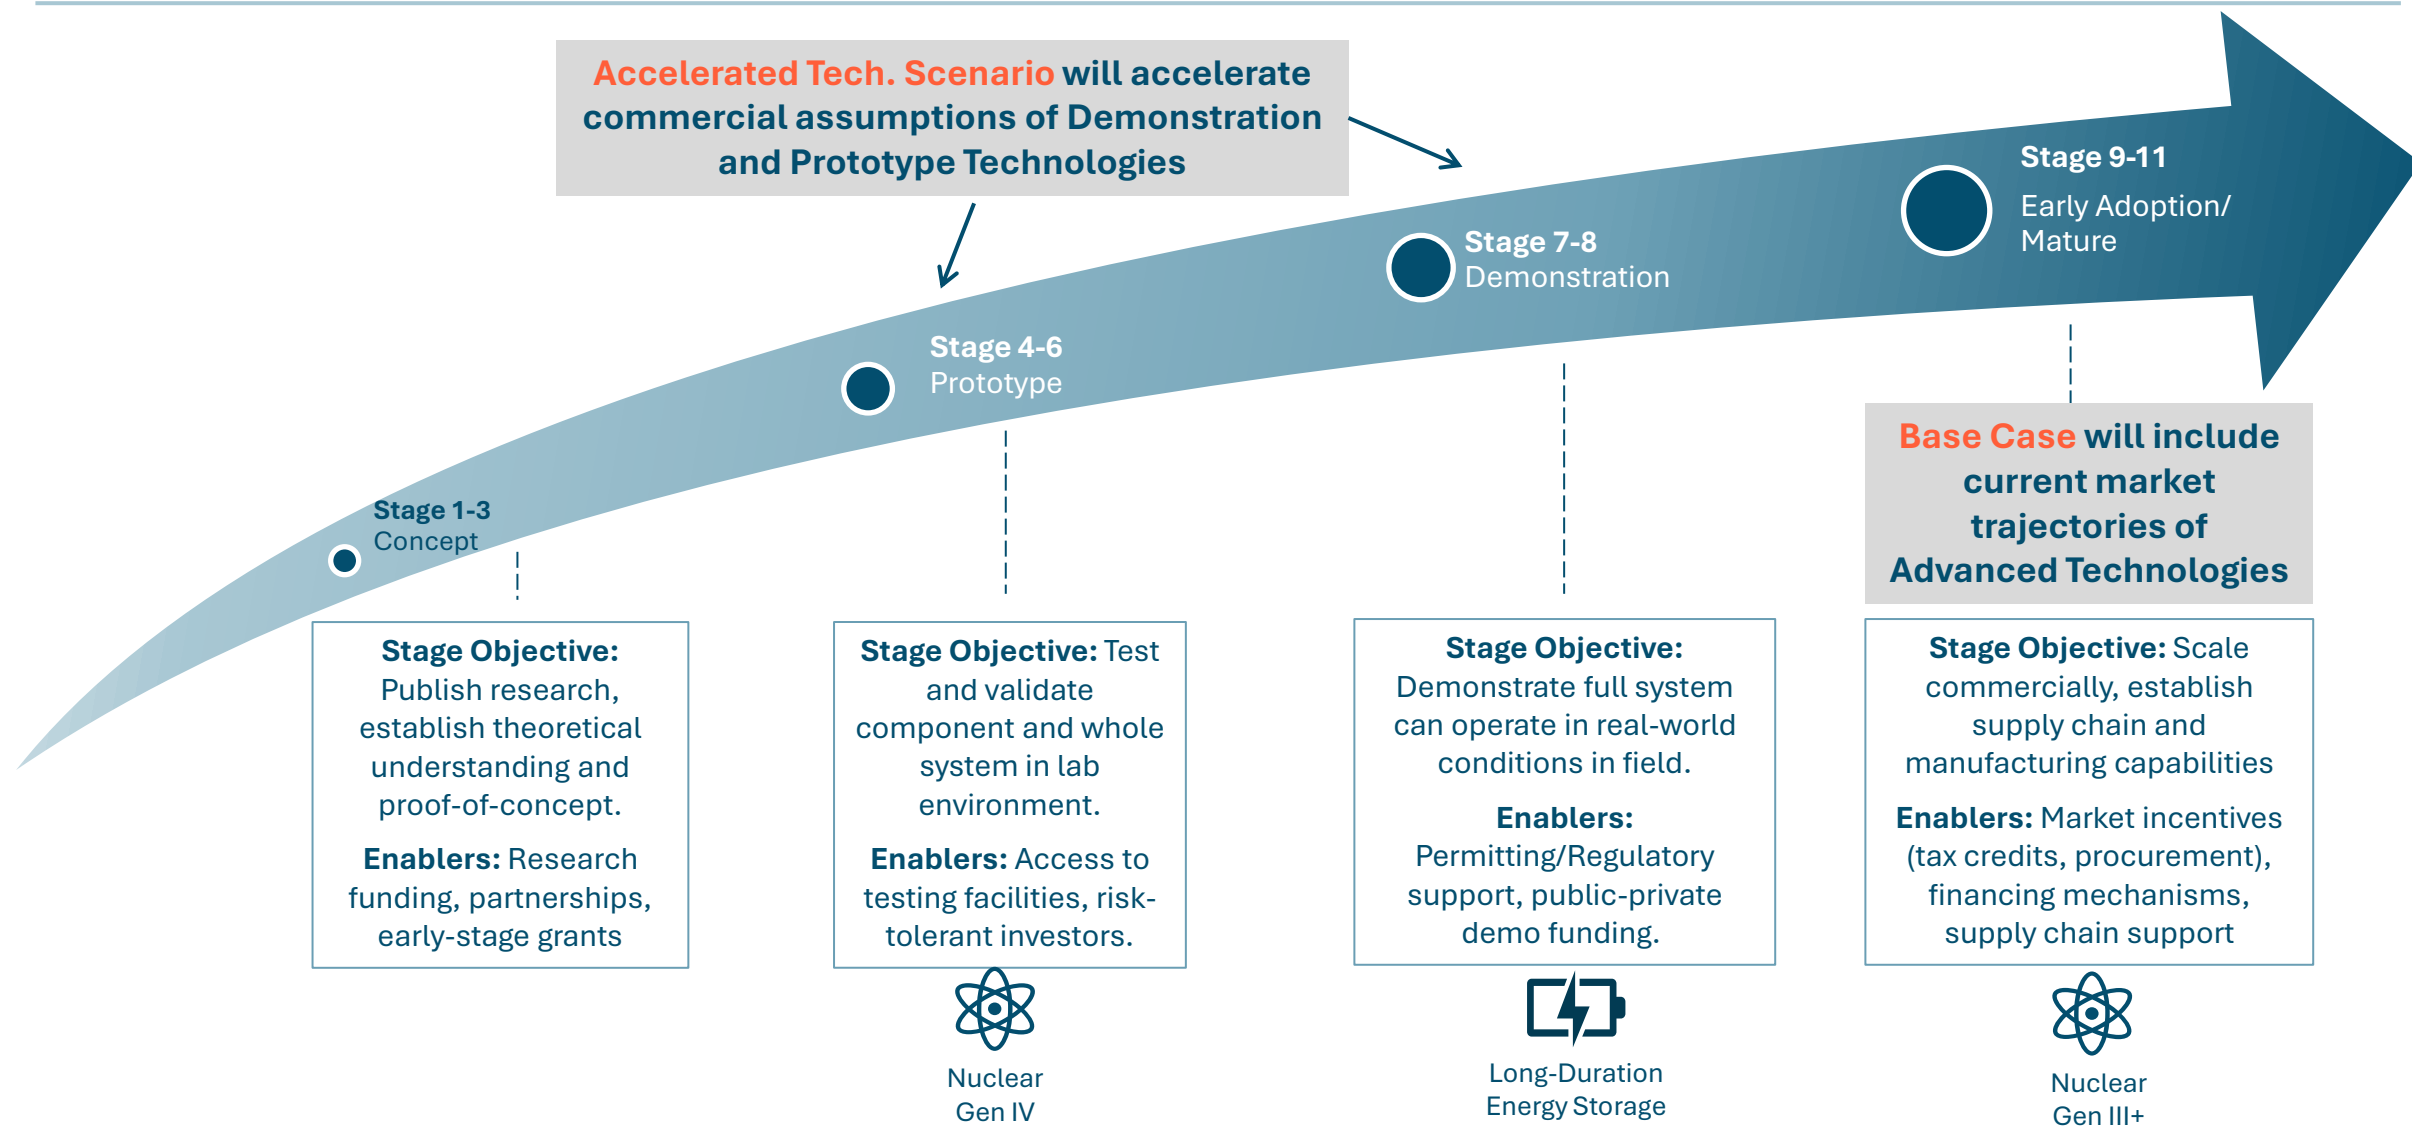 Accelerated Tech. Scenario will accelerate
commercial assumptions of Demonstration
and Prototype Technologies
Stage 9-11
Early Adoption/
Mature
Stage 7-8
Demonstration
Stage 4-6
Prototype
Stage 1-3
Concept
Base Case will include
current market
trajectories of
Advanced Technologies
Stage Objective:
Publish research,
establish theoretical
understanding and
proof-of-concept.
Enablers: Research
funding, partnerships,
early-stage grants
Stage Objective: Test
and validate
component and whole
system in lab
environment.
Enablers: Access to
testing facilities, risk-
tolerant investors.
Nuclear
Gen IV
Stage Objective:
Demonstrate full system
can operate in real-world
conditions in field.
Enablers:
Permitting/Regulatory
support, public-private
demo funding.
Long-Duration
Energy Storage
Stage Objective: Scale
commercially, establish
supply chain and
manufacturing capabilities
Enablers: Market incentives
(tax credits, procurement),
financing mechanisms,
supply chain support
Nuclear
Gen III+